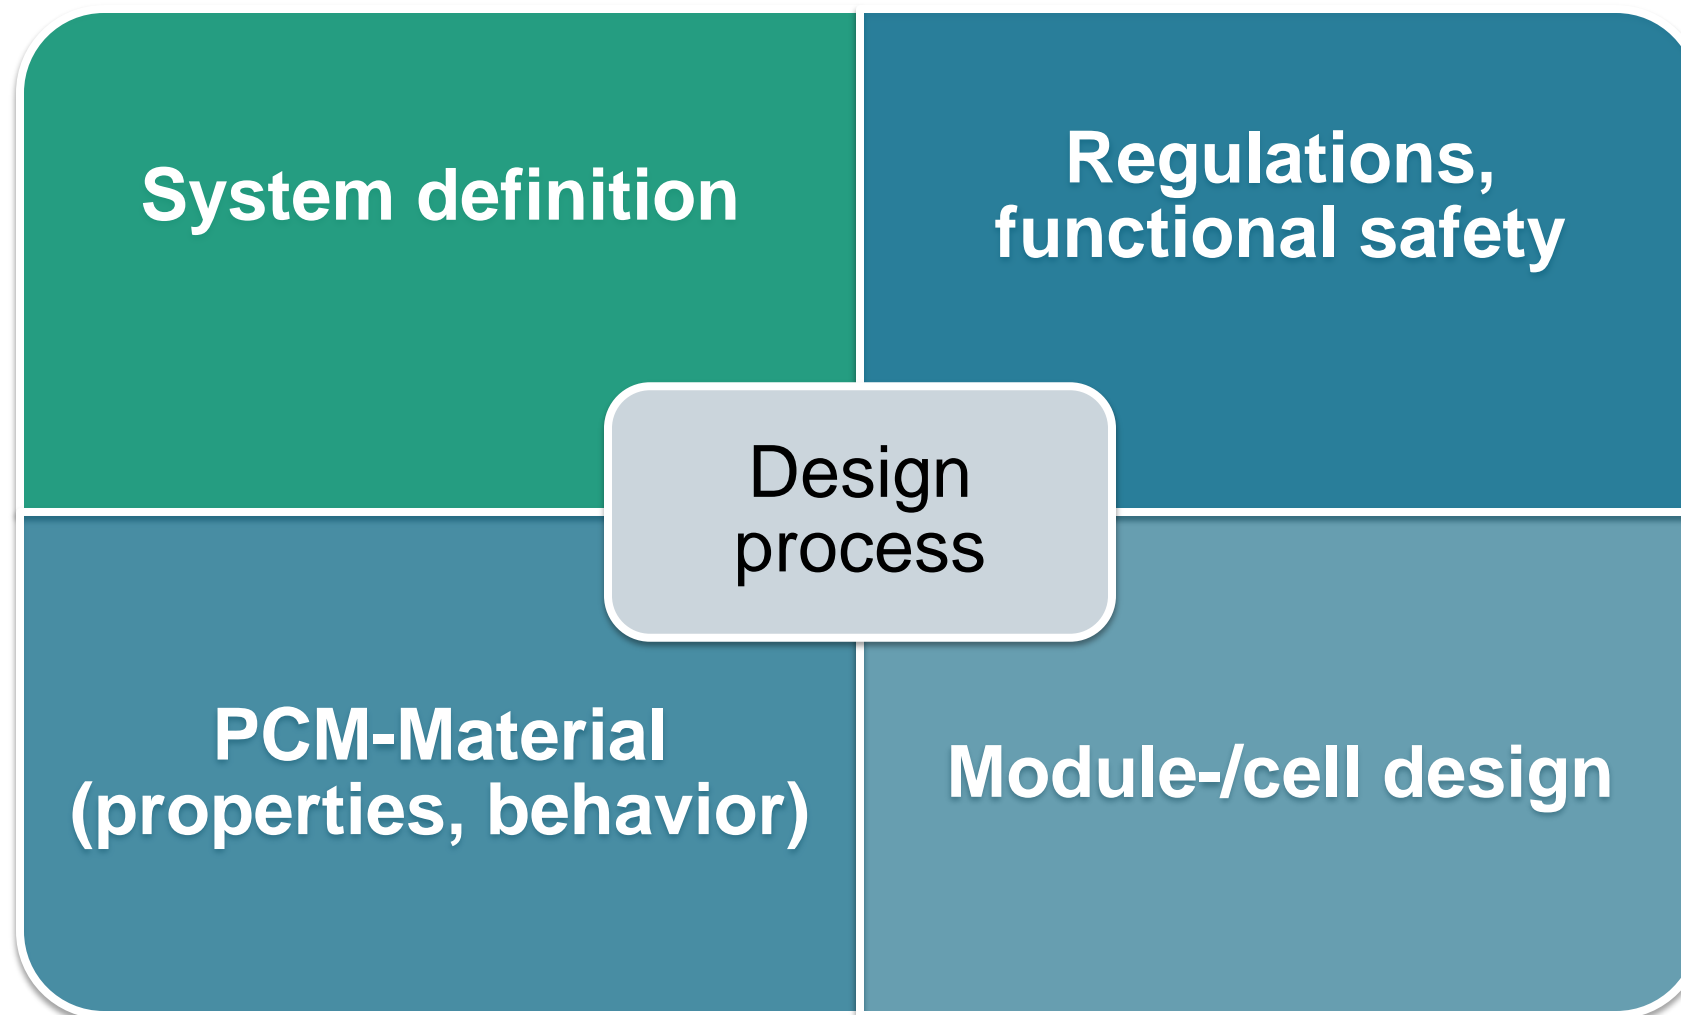 System definition
Regulations,
functional safety
Design
process
PCM-Material
(properties, behavior)
Module-/cell design